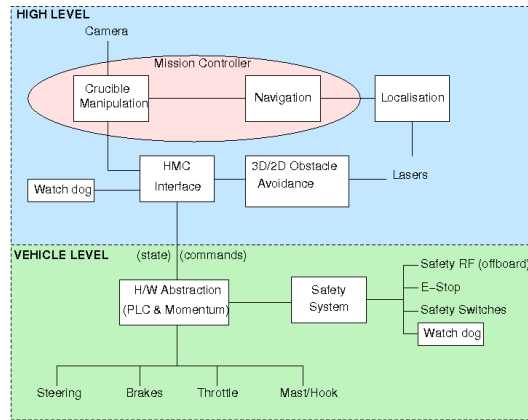 HIGH LEVEL
Camera
Mission Controller
Crucible
Manipulation
Navigation
Localisation
HMC
Interface
3D/2D Obstacle
Avoidance
Lasers
Watch dog
VEHICLE LEVEL
(state) (commands)
H/W Abstraction
(PLC & Momentum)
Safety
System
Safety RF (offboard)
E-Stop
Safety Switches
Watch dog
Steering
Brakes
Throttle
Mast/Hook